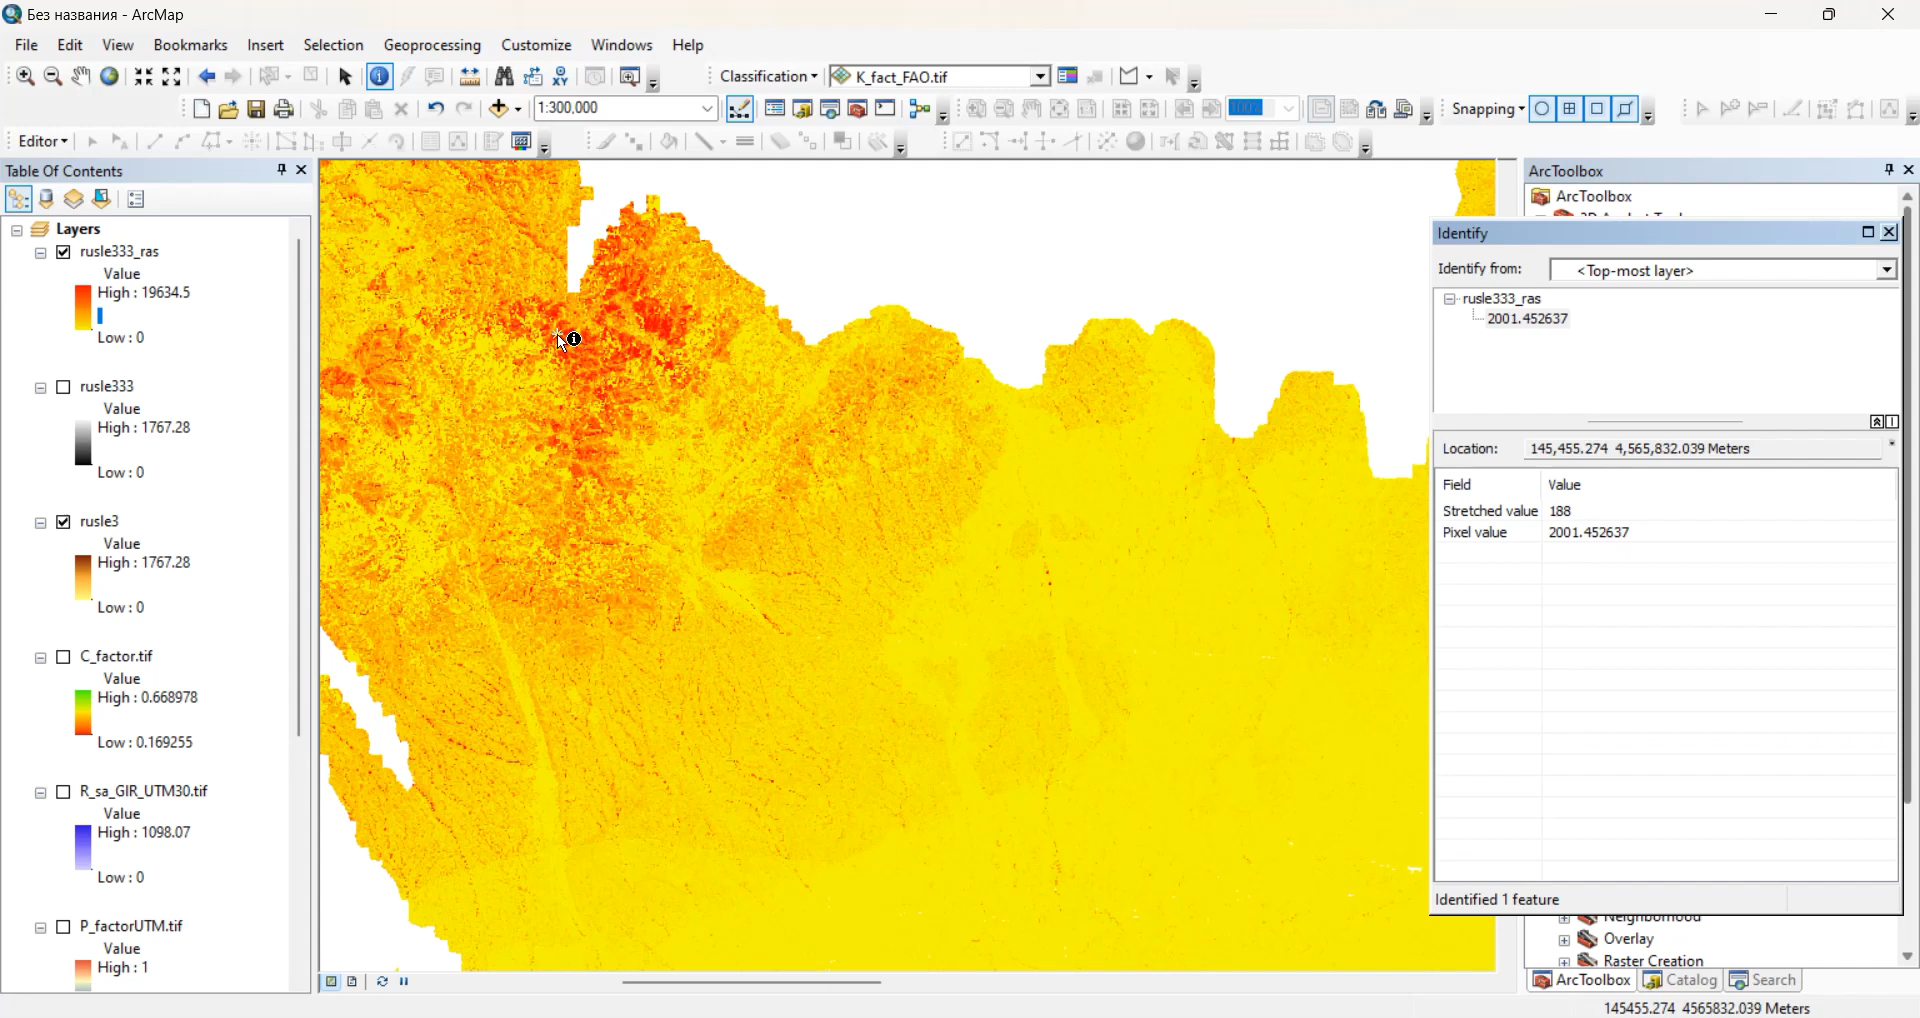 Без названия - ArcMap
File Edit View Bookmarks Insert Selection Geoprocessing Customize Windows Help
Classification K_fact_FAO.tif
1:300,000 100% Snapping
Editor
Table Of Contents
Layers
rusle333_ras
Value
High : 19634.5
Low : 0
rusle333
Value
High : 1767.28
Low : 0
rusle3
Value
High : 1767.28
Low : 0
C_factor.tif
Value
High : 0.668978
Low : 0.169255
R_sa_GIR_UTM30.tif
Value
High : 1098.07
Low : 0
P_factorUTM.tif
Value
High : 1
ArcToolbox
ArcToolbox
Identify
Identify from: <Top-most layer>
rusle333_ras
2001.452637
Location: 145,455.274 4,565,832.039 Meters
Field Value
Stretched value 188
Pixel value 2001.452637
Identified 1 feature
Neighborhood
Overlay
Raster Creation
ArcToolbox Catalog Search
145455.274 4565832.039 Meters